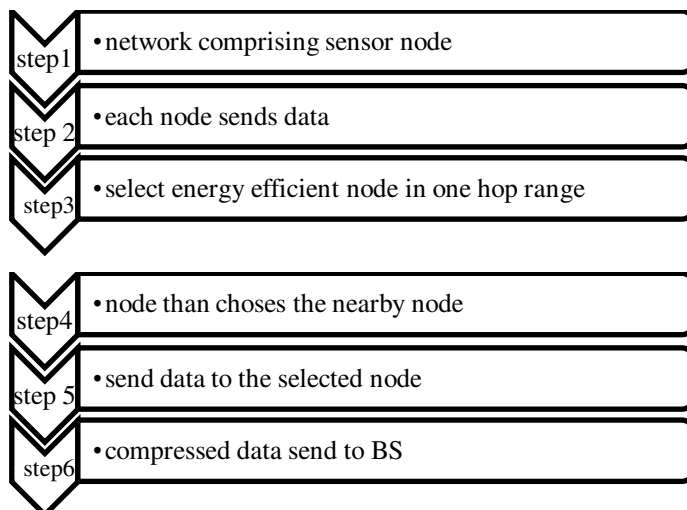 step1
•network comprising sensor node
step 2
•each node sends data
step3
•select energy efficient node in one hop range
step4
•node than choses the nearby node
step 5
•send data to the selected node
step6
•compressed data send to BS